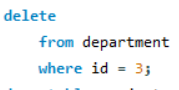 delete
from department
where id = 3;